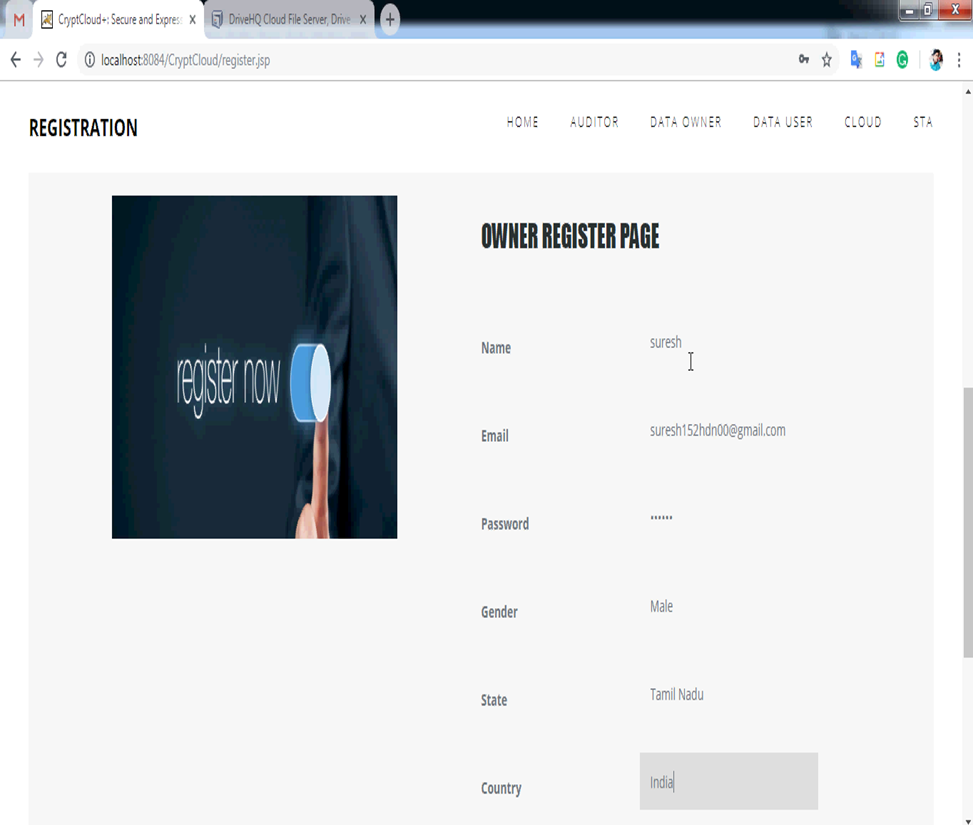 M
CryptCloud+: Secure and Expres
DriveHQ Cloud File Server, Drive
localhost:8084/CryptCloud/register.jsp
REGISTRATION
HOME AUDITOR DATA OWNER DATA USER CLOUD STA
register now
OWNER REGISTER PAGE
Name suresh
Email suresh152hdn00@gmail.com
Password ••••••
Gender Male
State Tamil Nadu
Country India